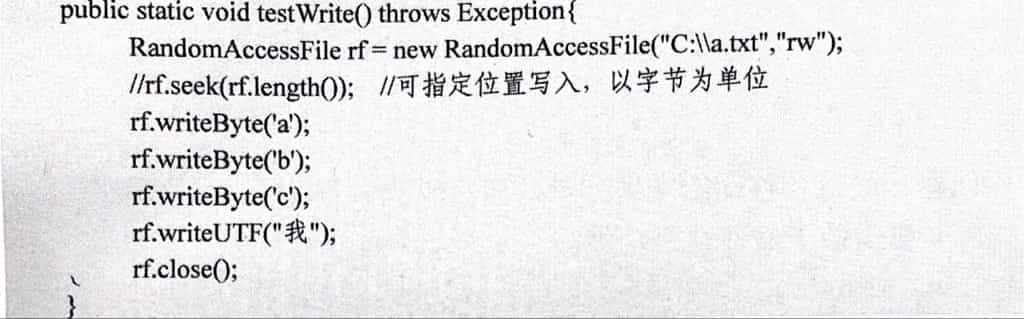 public static void testWrite() throws Exception{
RandomAccessFile rf = new RandomAccessFile("C:\\a.txt","rw");
//rf.seek(rf.length()); //可指定位置写入，以字节为单位
rf.writeByte('a');
rf.writeByte('b');
rf.writeByte('c');
rf.writeUTF("我");
rf.close();
}